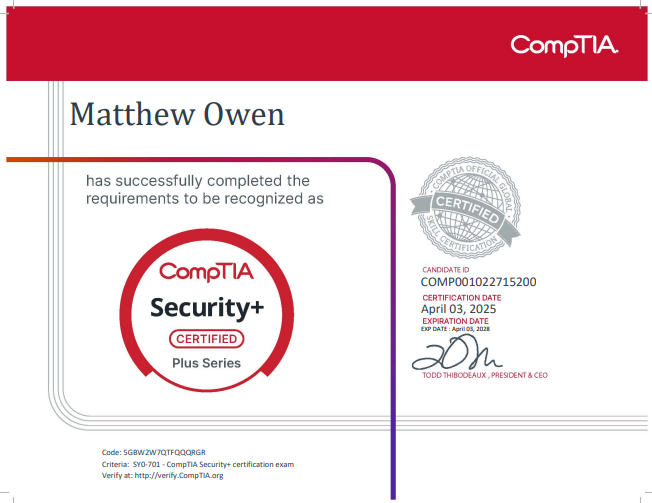 CompTIA.
Matthew Owen
has successfully completed the
requirements to be recognized as
COMPTIA OFFICIAL GLOBAL
CERTIFIED
SKILL CERTIFICATION
CompTIA
Security+
CERTIFIED
Plus Series
CANDIDATE ID
COMP001022715200
CERTIFICATION DATE
April 03, 2025
EXPIRATION DATE
EXP DATE : April 03, 2028
TODD THIBODEAUX , PRESIDENT & CEO
Code: 5GBW2W7QTFQQQRGR
Criteria: SY0-701 - CompTIA Security+ certification exam
Verify at: http://verify.CompTIA.org